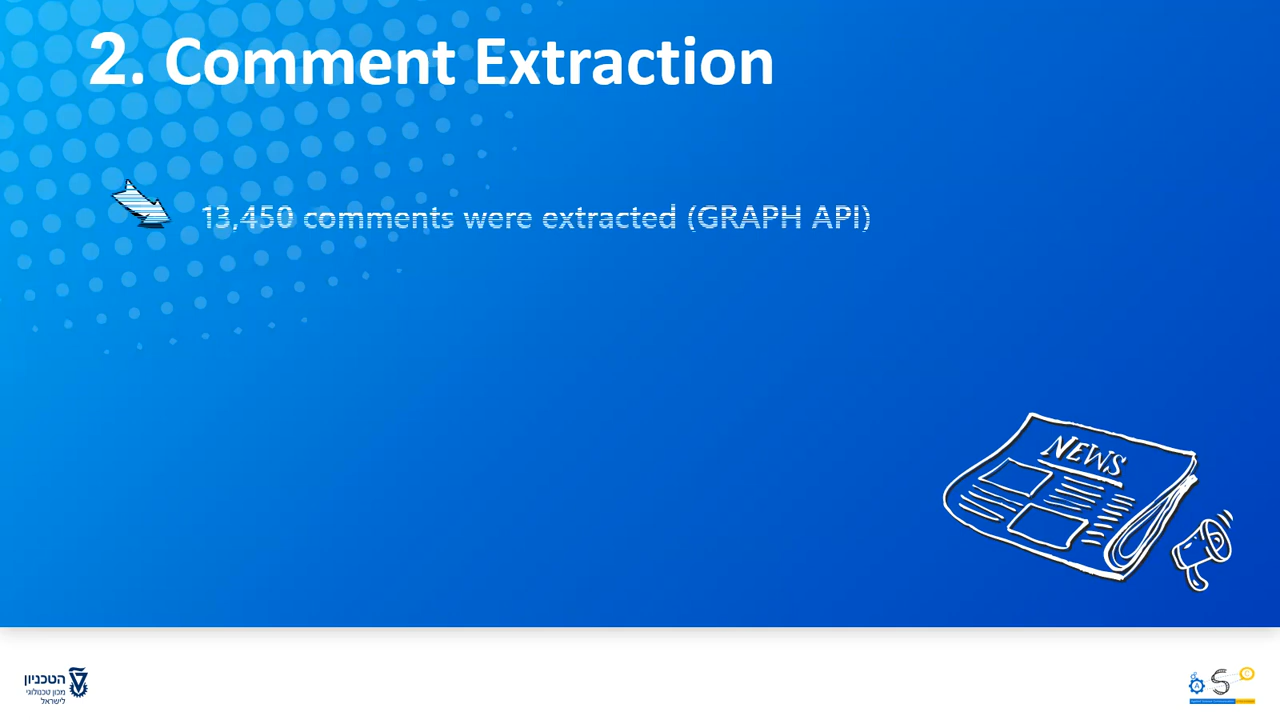 2. Comment Extraction
13,450 comments were extracted (GRAPH API)
NEWS
הטכניון
מכון טכנולוגי
לישראל